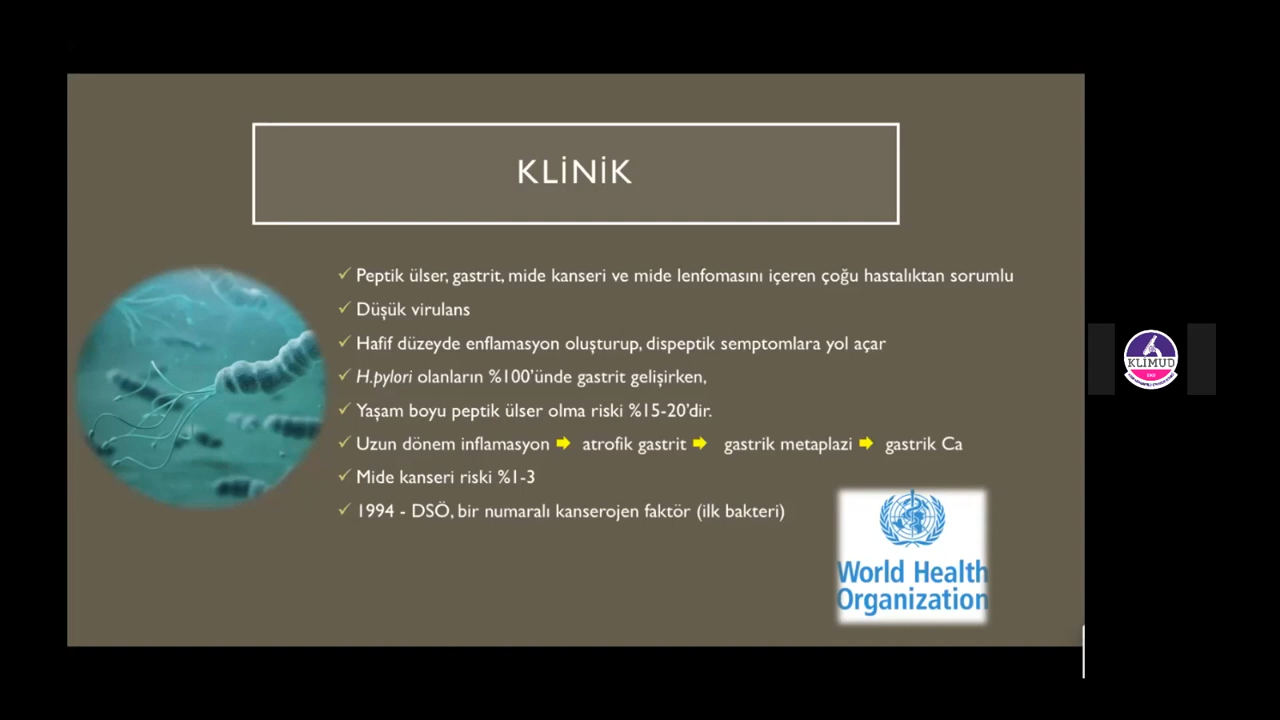 KLİNİK
Peptik ülser, gastrit, mide kanseri ve mide lenfomasını içeren çoğu hastalıktan sorumlu
Düşük virulans
Hafif düzeyde enflamasyon oluşturup, dispeptik semptomlara yol açar
H.pylori olanların %100'ünde gastrit gelişirken,
Yaşam boyu peptik ülser olma riski %15-20'dir.
Uzun dönem inflamasyon atrofik gastrit gastrik metaplazi gastrik Ca
Mide kanseri riski %1-3
1994 - DSÖ, bir numaralı kanserojen faktör (ilk bakteri)
World Health
Organization
KLİMUD